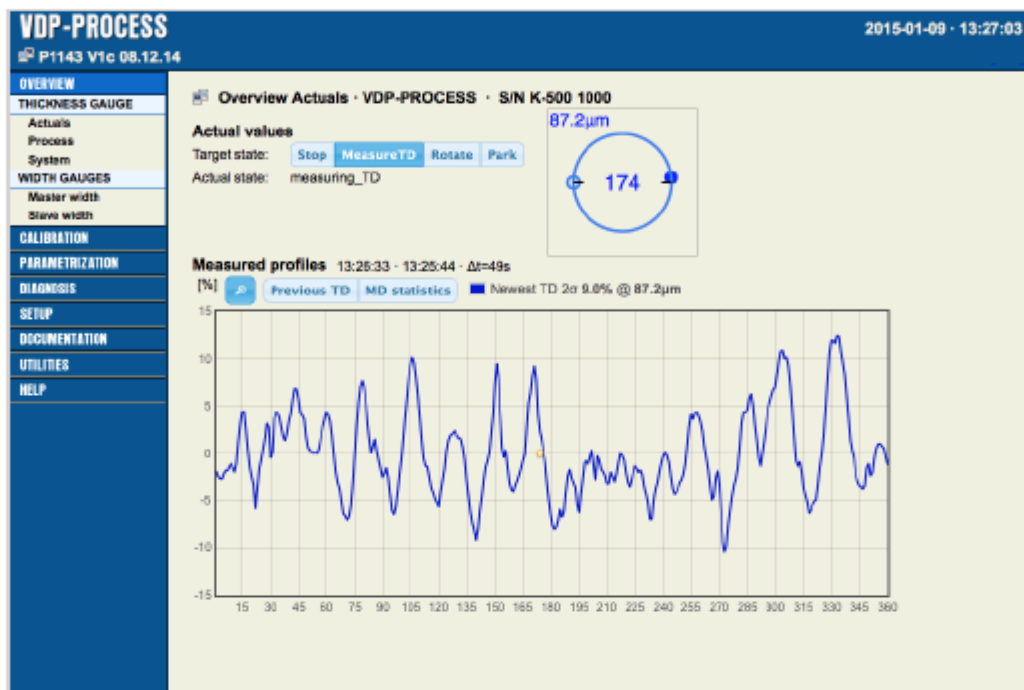 VDP-PROCESS
2015-01-09 · 13:27:03
P1143 V1c 08.12.14
OVERVIEW
THICKNESS GAUGE
Actuals
Process
System
WIDTH GAUGES
Master width
Slave width
CALIBRATION
PARAMETRIZATION
DIAGNOSIS
SETUP
DOCUMENTATION
UTILITIES
HELP
Overview Actuals · VDP-PROCESS · S/N K-500 1000
Actual values
Target state: Stop MeasureTD Rotate Park
Actual state: measuring_TD
87.2µm
174
Measured profiles 13:25:33 - 13:25:44 - Δt=49s
[%] Previous TD MD statistics Newest TD 2σ 9.0% @ 87.2µm
15
10
5
0
-5
-10
-15
15 30 45 60 75 90 105 120 135 150 165 180 195 210 225 240 255 270 285 300 315 330 345 360